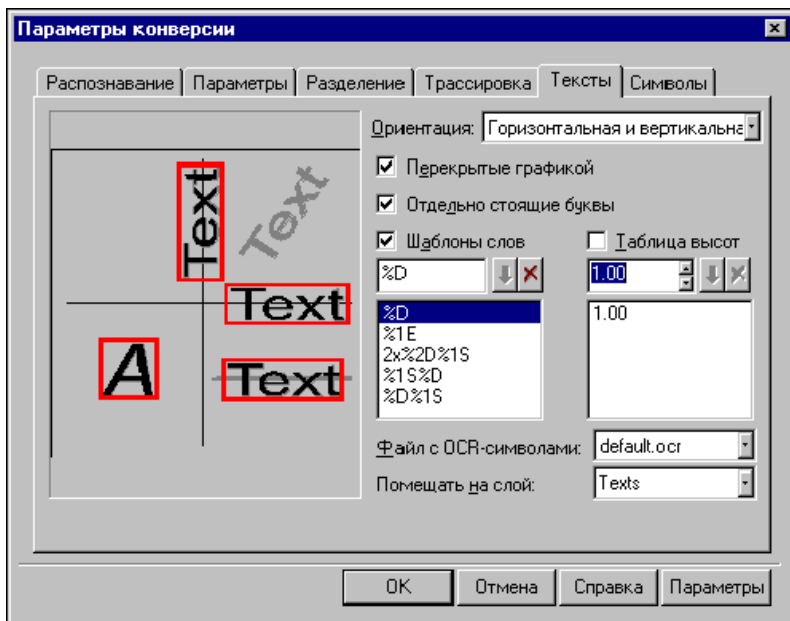 Параметры конверсии
Распознавание Параметры Разделение Трассировка Тексты Символы
Ориентация: Горизонтальная и вертикальна
Перекрытые графикой
Отдельно стоящие буквы
Шаблоны слов Таблица высот
%D 1.00
%D 1.00
%1E
2x%2D%1S
%1S%D
%D%1S
Файл с OCR-символами: default.ocr
Помещать на слой: Texts
Text
Text
Text
A
Text
OK Отмена Справка Параметры